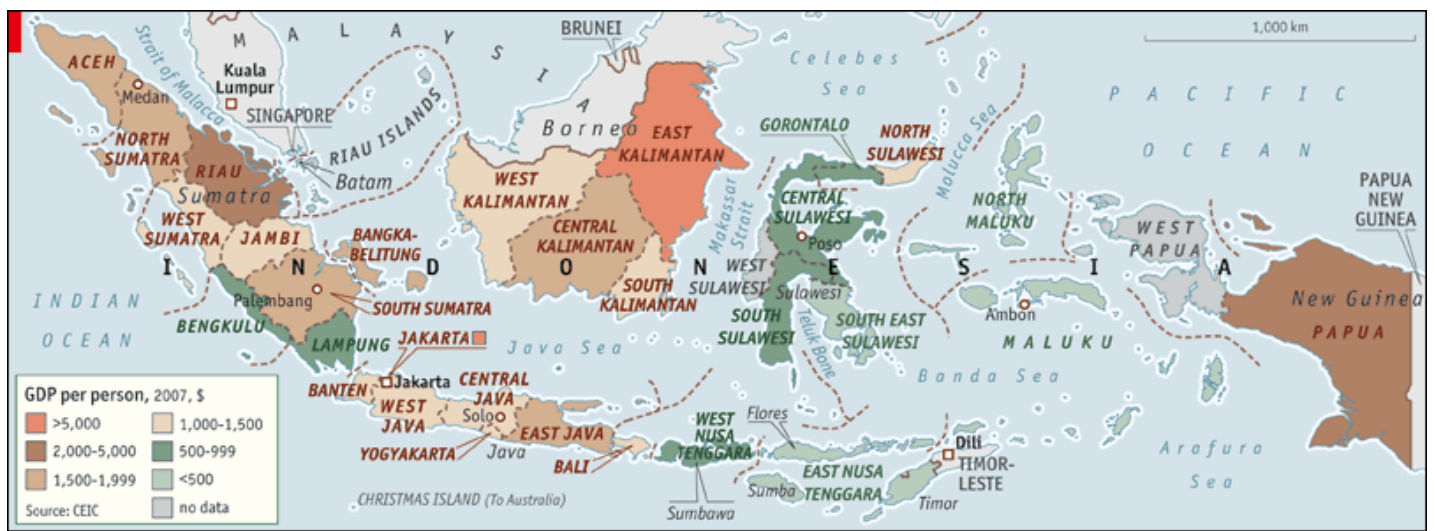 MALAYSIA
BRUNEI
1,000 km
Celebes
Sea
PACIFIC
OCEAN
ACEH
Strait of Malacca
Kuala
Lumpur
Medan
SINGAPORE
RIAU ISLANDS
Borneo
EAST
KALIMANTAN
GORONTALO
NORTH
SULAWESI
Molucca Sea
NORTH
SUMATRA
RIAU
Sumatra
Batam
WEST
KALIMANTAN
Makassar
Strait
CENTRAL
SULAWESI
Poso
NORTH
MALUKU
WEST
PAPUA
PAPUA
NEW
GUINEA
WEST
SUMATRA
JAMBI
BANGKA-
BELITUNG
CENTRAL
KALIMANTAN
INDONESIA
WEST
SULAWESI
Sulawesi
SOUTH
KALIMANTAN
INDIAN
OCEAN
Palembang
SOUTH SUMATRA
BENGKULU
LAMPUNG
SOUTH
SULAWESI
Teluk Bone
SOUTH EAST
SULAWESI
Ambon
MALUKU
New Guinea
PAPUA
JAKARTA
Java Sea
Banda Sea
BANTEN
Jakarta
WEST
JAVA
CENTRAL
JAVA
Solo
EAST JAVA
YOGYAKARTA
Java
BALI
WEST
NUSA
TENGGARA
Flores
Dili
TIMOR-
LESTE
Arafura
Sea
EAST NUSA
TENGGARA
Sumba
Timor
Sumbawa
CHRISTMAS ISLAND (To Australia)
GDP per person, 2007, $
>5,000
1,000-1,500
2,000-5,000
500-999
1,500-1,999
<500
Source: CEIC
no data